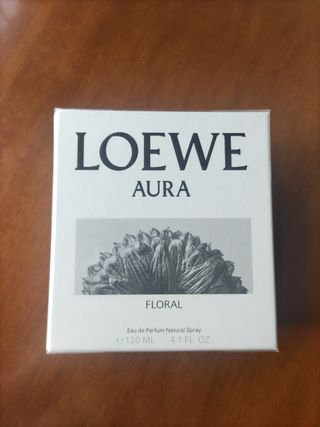 LOEWE
AURA
FLORAL
Eau de Parfum Natural Spray
℮120 ML. 4.1 FL. OZ.